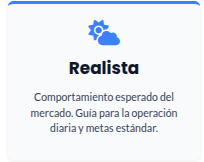 Realista
Comportamiento esperado del
mercado. Guía para la operación
diaria y metas estándar.